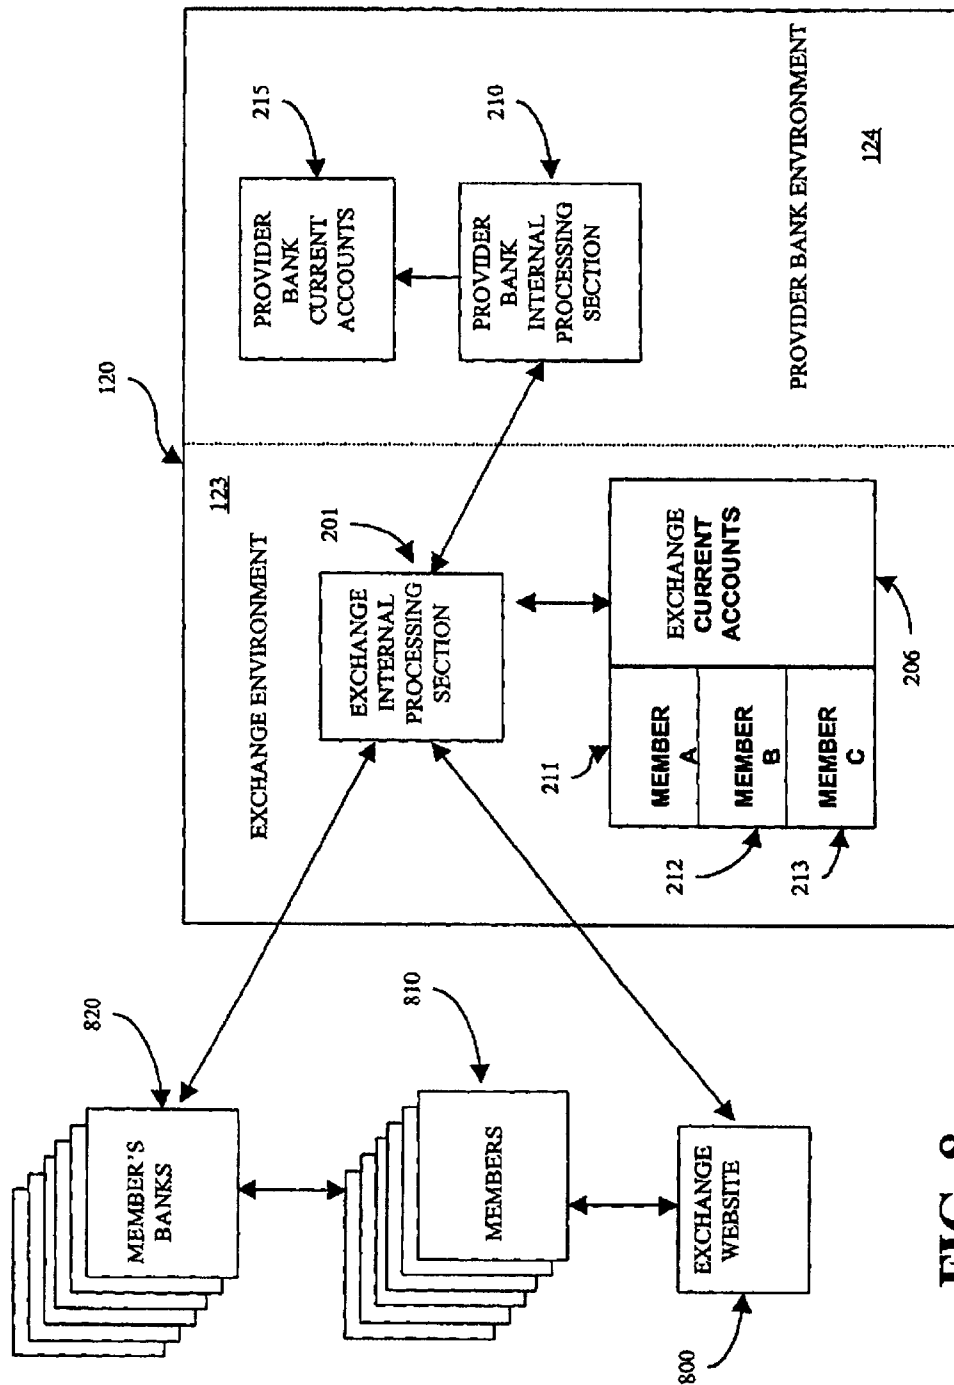 820
MEMBER'S
BANKS
810
MEMBERS
EXCHANGE
WEBSITE
800
120
EXCHANGE ENVIRONMENT
123
EXCHANGE
INTERNAL
PROCESSING
SECTION
201
211
MEMBER
A
MEMBER
B
MEMBER
C
212
213
EXCHANGE
CURRENT
ACCOUNTS
206
PROVIDER
BANK
CURRENT
ACCOUNTS
215
PROVIDER
BANK
INTERNAL
PROCESSING
SECTION
210
PROVIDER BANK ENVIRONMENT
124